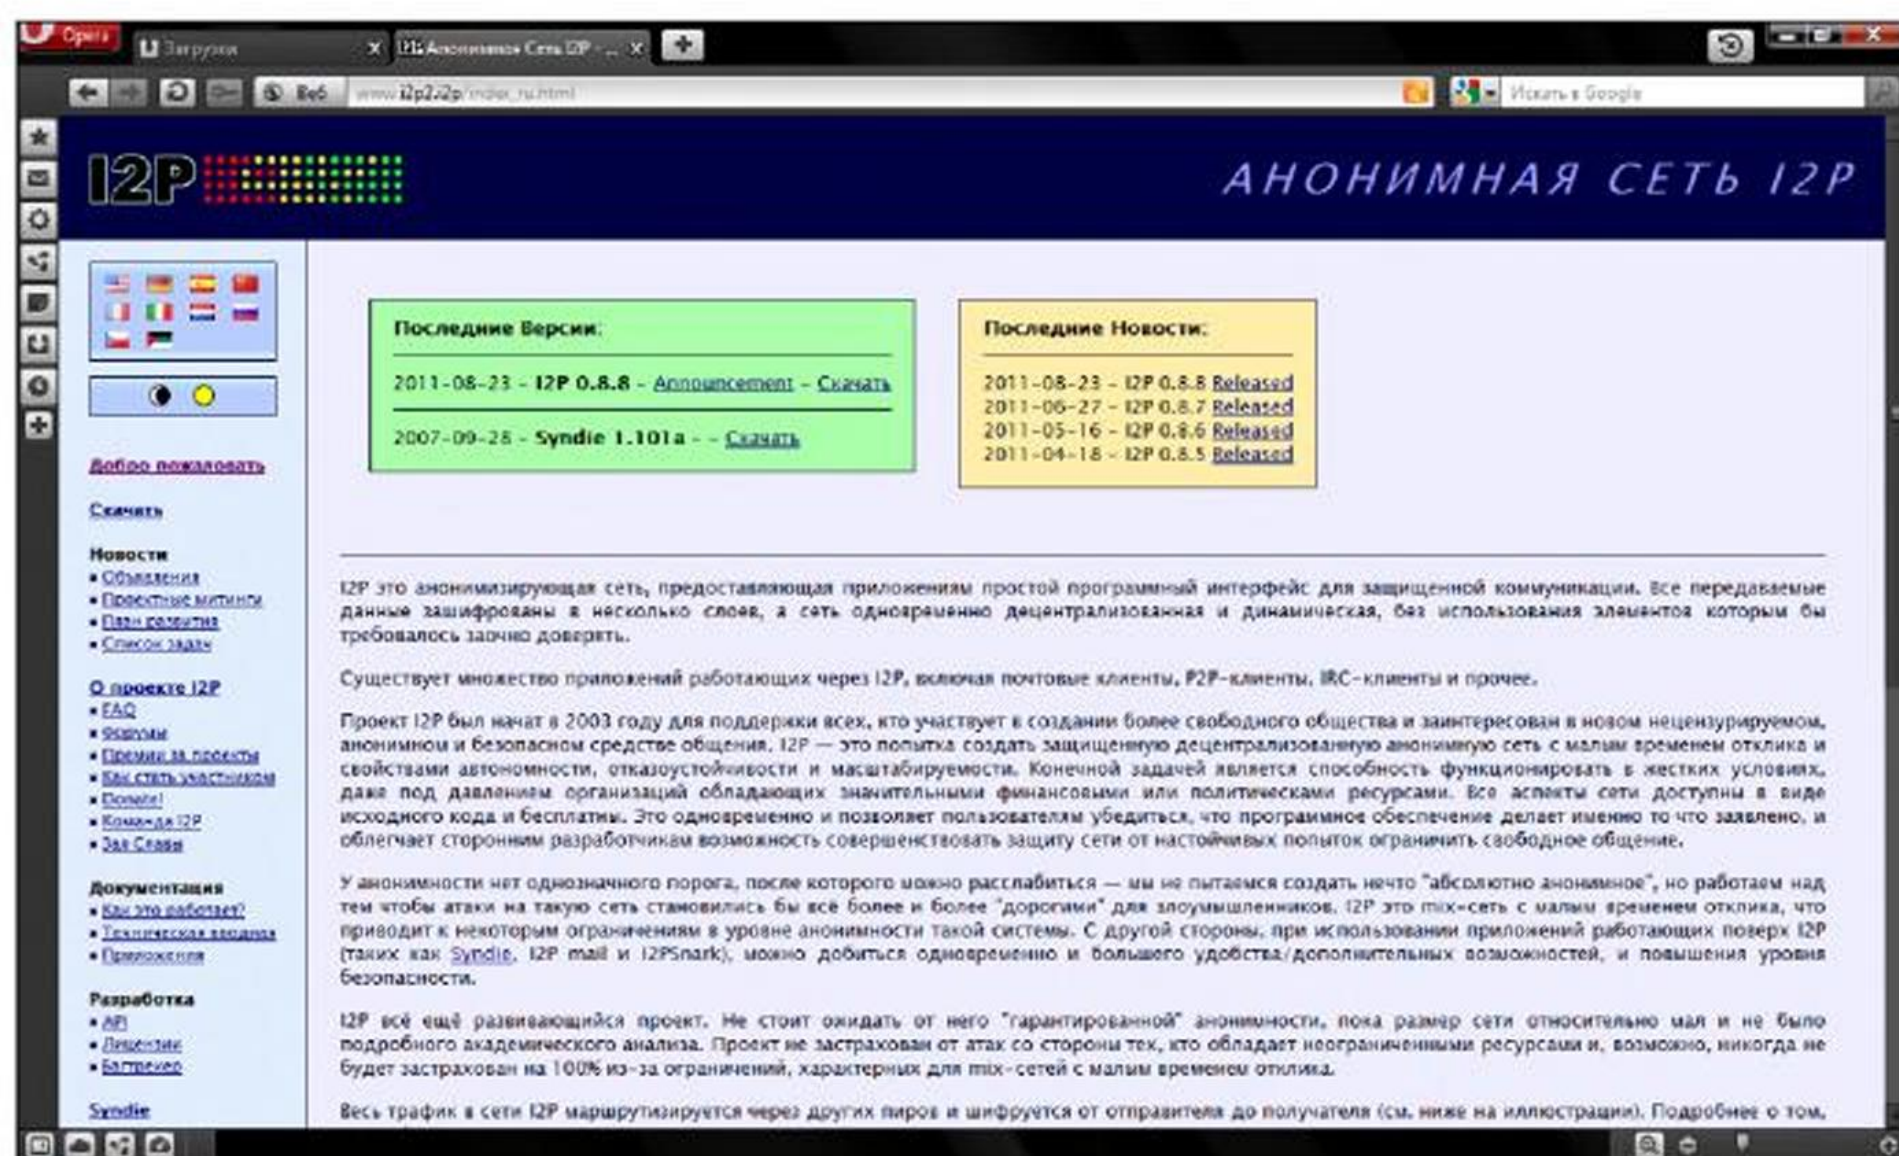 Opera
Загрузки
Анонимная Сеть I2P - ...
Веб
www.i2p2.i2p/index_ru.html
Искать в Google
I2P
АНОНИМНАЯ СЕТЬ I2P
Последние Версии:
2011-08-23 - I2P 0.8.8 - Announcement - Скачать
2007-09-28 - Syndie 1.101a - - Скачать
Последние Новости:
2011-08-23 - I2P 0.8.8 Released
2011-06-27 - I2P 0.8.7 Released
2011-05-16 - I2P 0.8.6 Released
2011-04-18 - I2P 0.8.5 Released
Добро пожаловать
Скачать
Новости
Объявления
Проектные митинги
План развития
Список задач
О проекте I2P
FAQ
Форумы
Премии за проекты
Как стать участником
Donate!
Команда I2P
Зал Славы
Документация
Как это работает?
Техническая вводная
Приложения
Разработка
API
Лицензии
Багтрекер
Syndie
I2P это анонимизирующая сеть, предоставляющая приложениям простой программный интерфейс для защищенной коммуникации. Все передаваемые
данные зашифрованы в несколько слоев, а сеть одновременно децентрализованная и динамическая, без использования элементов которым бы
требовалось заочно доверять.
Существует множество приложений работающих через I2P, включая почтовые клиенты, P2P-клиенты, IRC-клиенты и прочее.
Проект I2P был начат в 2003 году для поддержки всех, кто участвует в создании более свободного общества и заинтересован в новом нецензурируемом,
анонимном и безопасном средстве общения. I2P — это попытка создать защищенную децентрализованную анонимную сеть с малым временем отклика и
свойствами автономности, отказоустойчивости и масштабируемости. Конечной задачей является способность функционировать в жестких условиях,
даже под давлением организаций обладающих значительными финансовыми или политическами ресурсами. Все аспекты сети доступны в виде
исходного кода и бесплатны. Это одновременно и позволяет пользователям убедиться, что программное обеспечение делает именно то что заявлено, и
облегчает сторонним разработчикам возможность совершенствовать защиту сети от настойчивых попыток ограничить свободное общение.
У анонимности нет однозначного порога, после которого можно расслабиться — мы не пытаемся создать нечто "абсолютно анонимное", но работаем над
тем чтобы атаки на такую сеть становились бы всё более и более "дорогими" для злоумышленников. I2P это mix-сеть с малым временем отклика, что
приводит к некоторым ограничениям в уровне анонимности такой системы. С другой стороны, при использовании приложений работающих поверх I2P
(таких как Syndie, I2P mail и I2PSnark), можно добиться одновременно и большего удобства/дополнительных возможностей, и повышения уровня
безопасности.
I2P всё ещё развивающийся проект. Не стоит ожидать от него "гарантированной" анонимности, пока размер сети относительно мал и не было
подробного академического анализа. Проект не застрахован от атак со стороны тех, кто обладает неограниченными ресурсами и, возможно, никогда не
будет застрахован на 100% из-за ограничений, характерных для mix-сетей с малым временем отклика.
Весь трафик в сети I2P маршрутизируется через других пиров и шифруется от отправителя до получателя (см. ниже на иллюстрации). Подробнее о том,